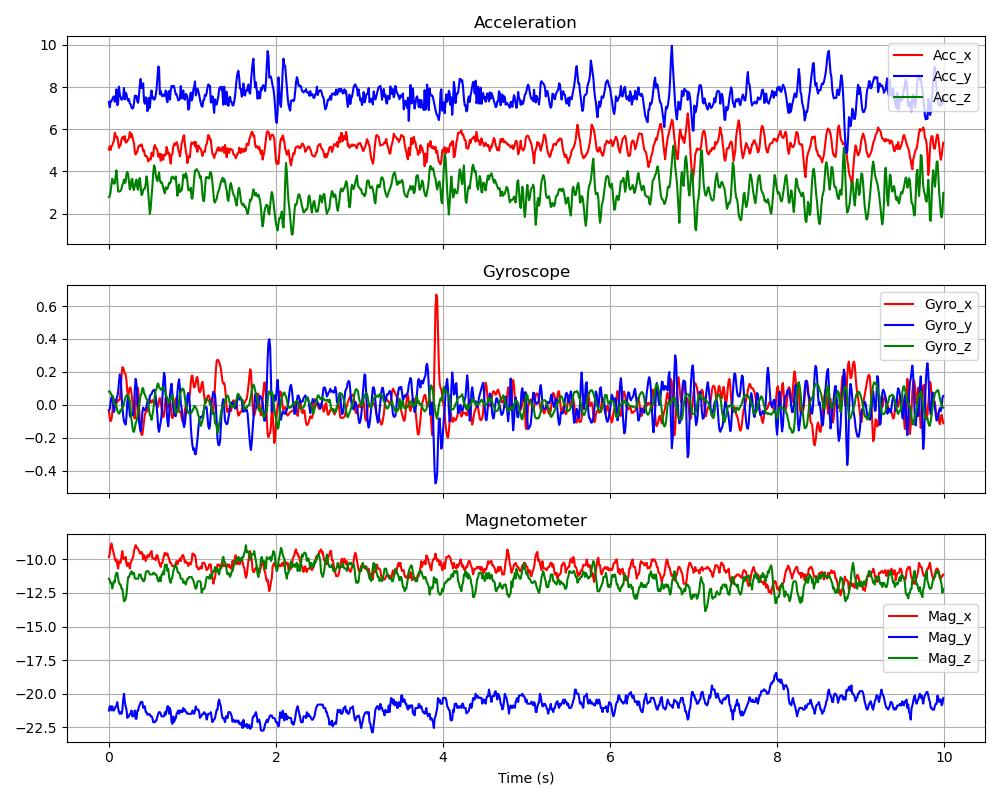 Acceleration
10
8
6
4
2
Acc_x
Acc_y
Acc_z
Gyroscope
0.6
0.4
0.2
0.0
−0.2
−0.4
Gyro_x
Gyro_y
Gyro_z
Magnetometer
−10.0
−12.5
−15.0
−17.5
−20.0
−22.5
Mag_x
Mag_y
Mag_z
0 2 4 6 8 10
Time (s)